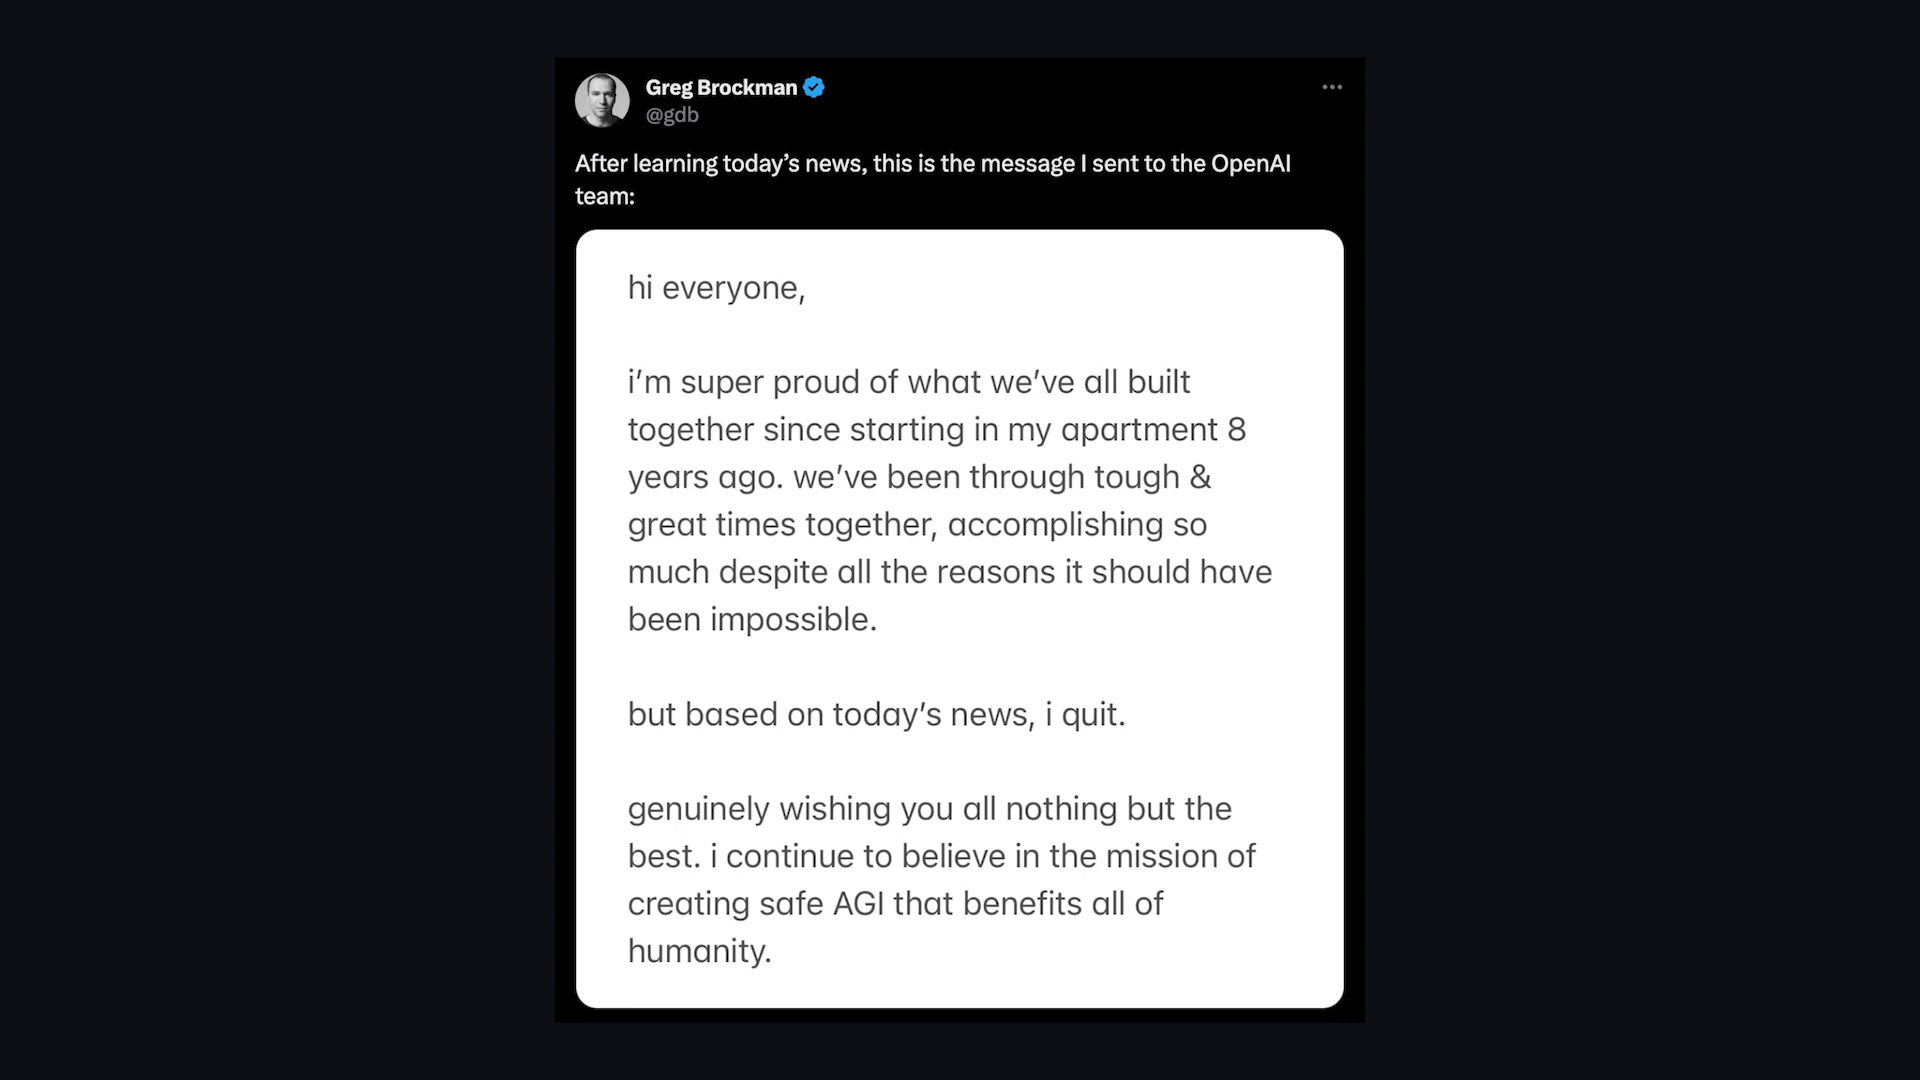 Greg Brockman
@gdb
After learning today’s news, this is the message I sent to the OpenAI
team:
hi everyone,
i’m super proud of what we’ve all built
together since starting in my apartment 8
years ago. we’ve been through tough &
great times together, accomplishing so
much despite all the reasons it should have
been impossible.
but based on today’s news, i quit.
genuinely wishing you all nothing but the
best. i continue to believe in the mission of
creating safe AGI that benefits all of
humanity.